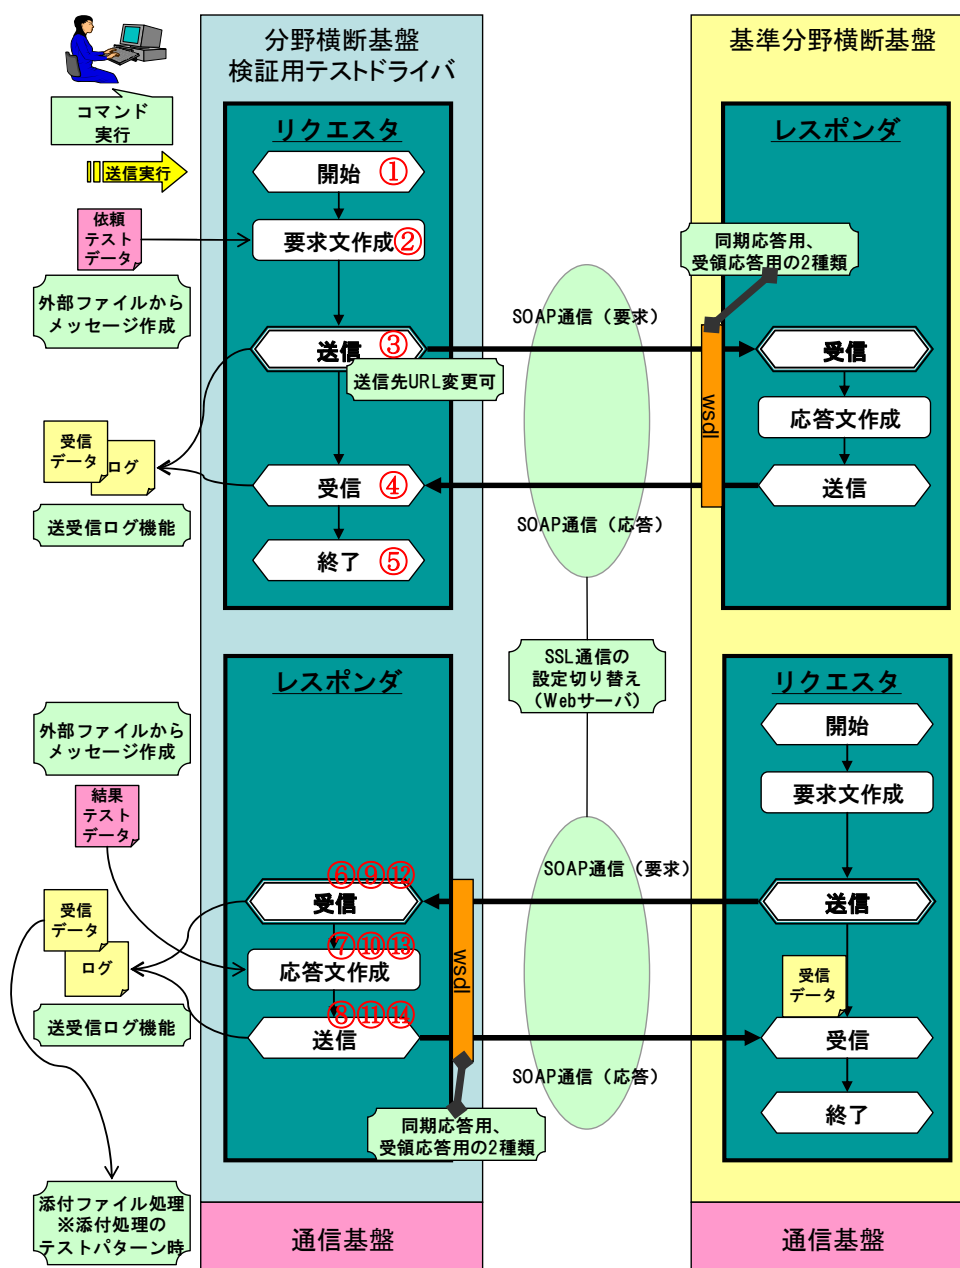 分野横断基盤
検証用テストドライバ
基準分野横断基盤
コマンド
実行
送信実行
リクエスタ
開始 ①
依頼
テスト
データ
要求文作成 ②
外部ファイルから
メッセージ作成
送信 ③
送信先URL変更可
受信
データ
ログ
受信 ④
送受信ログ機能
終了 ⑤
SOAP通信（要求）
SOAP通信（応答）
レスポンダ
同期応答用、
受領応答用の2種類
wsdl
受信
応答文作成
送信
SSL通信の
設定切り替え
（Webサーバ）
レスポンダ
外部ファイルから
メッセージ作成
結果
テスト
データ
⑥⑨⑫
受信
⑦⑩⑬
応答文作成
⑧⑪⑭
送信
受信
データ
ログ
送受信ログ機能
wsdl
同期応答用、
受領応答用の2種類
添付ファイル処理
※添付処理の
テストパターン時
SOAP通信（要求）
SOAP通信（応答）
リクエスタ
開始
要求文作成
送信
受信
データ
受信
終了
通信基盤
通信基盤